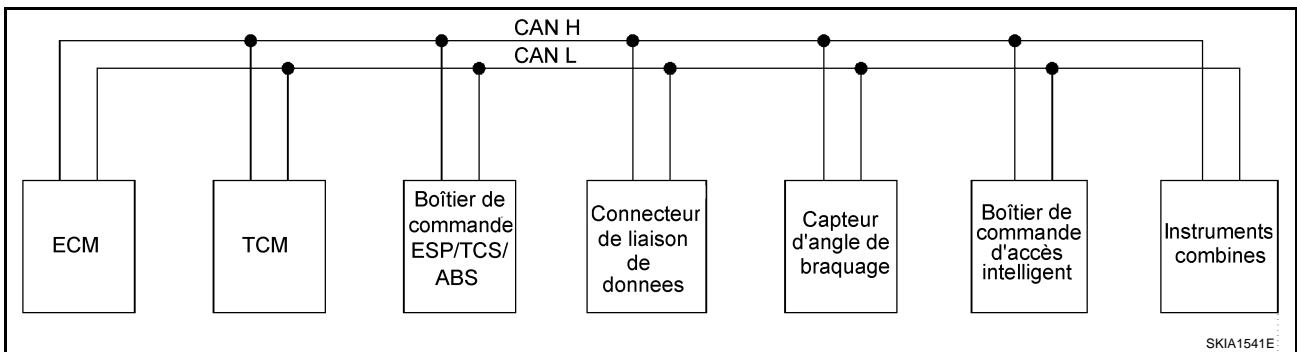 CAN H
CAN L
ECM
TCM
Boîtier de
commande
ESP/TCS/
ABS
Connecteur
de liaison
de
donnees
Capteur
d'angle de
braquage
Boîtier de
commande
d'accès
intelligent
Instruments
combines
SKIA1541E